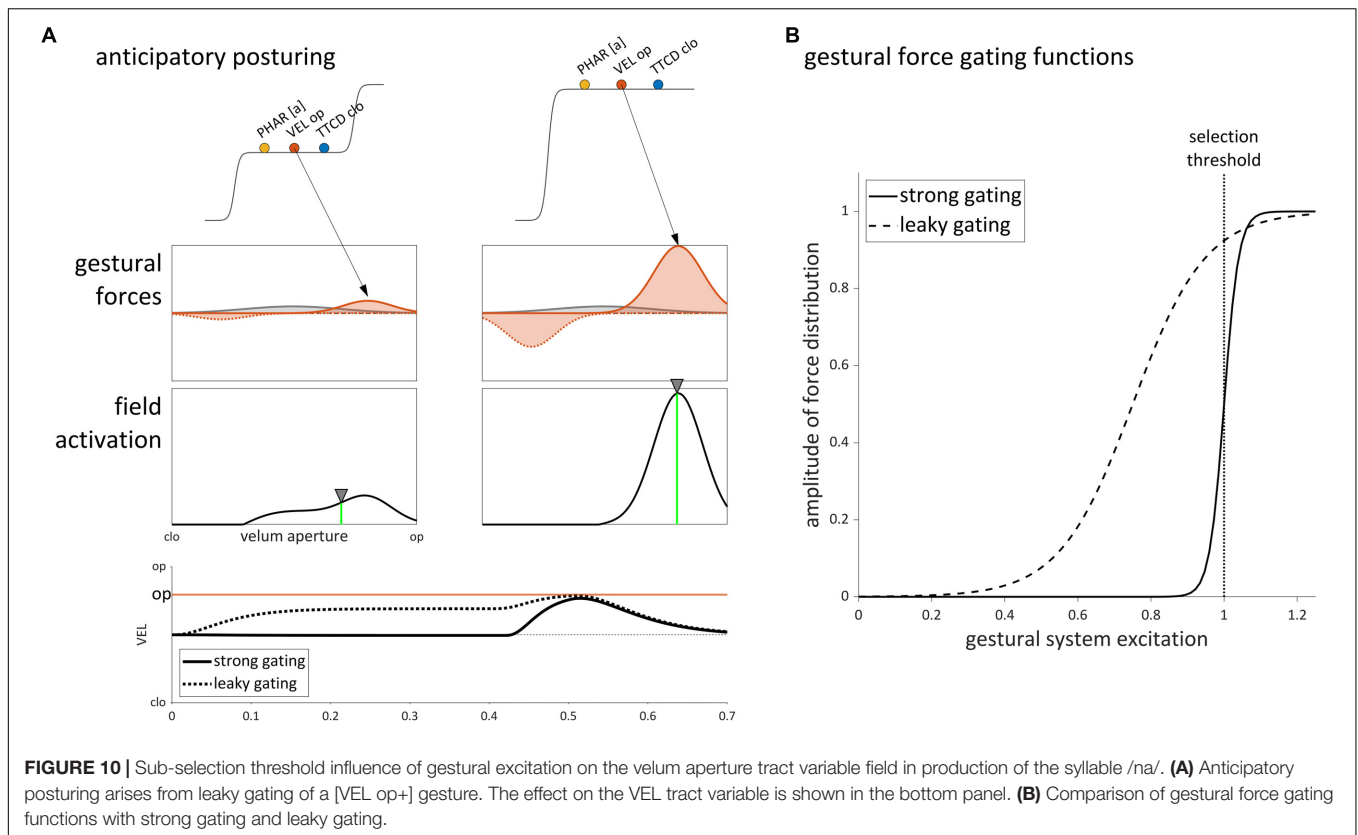 A
anticipatory posturing
PHAR [a]
VEL op
TTCD clo
PHAR [a]
VEL op
TTCD clo
gestural
forces
field
activation
clo
velum aperture
op
op
op
VEL
strong gating
leaky gating
clo
0 0.1 0.2 0.3 0.4 0.5 0.6 0.7
B
gestural force gating functions
selection
threshold
strong gating
leaky gating
1
0.8
0.6
0.4
0.2
0
amplitude of force distribution
0 0.2 0.4 0.6 0.8 1 1.2
gestural system excitation
FIGURE 10 | Sub-selection threshold influence of gestural excitation on the velum aperture tract variable field in production of the syllable /na/. (A) Anticipatory
posturing arises from leaky gating of a [VEL op+] gesture. The effect on the VEL tract variable is shown in the bottom panel. (B) Comparison of gestural force gating
functions with strong gating and leaky gating.